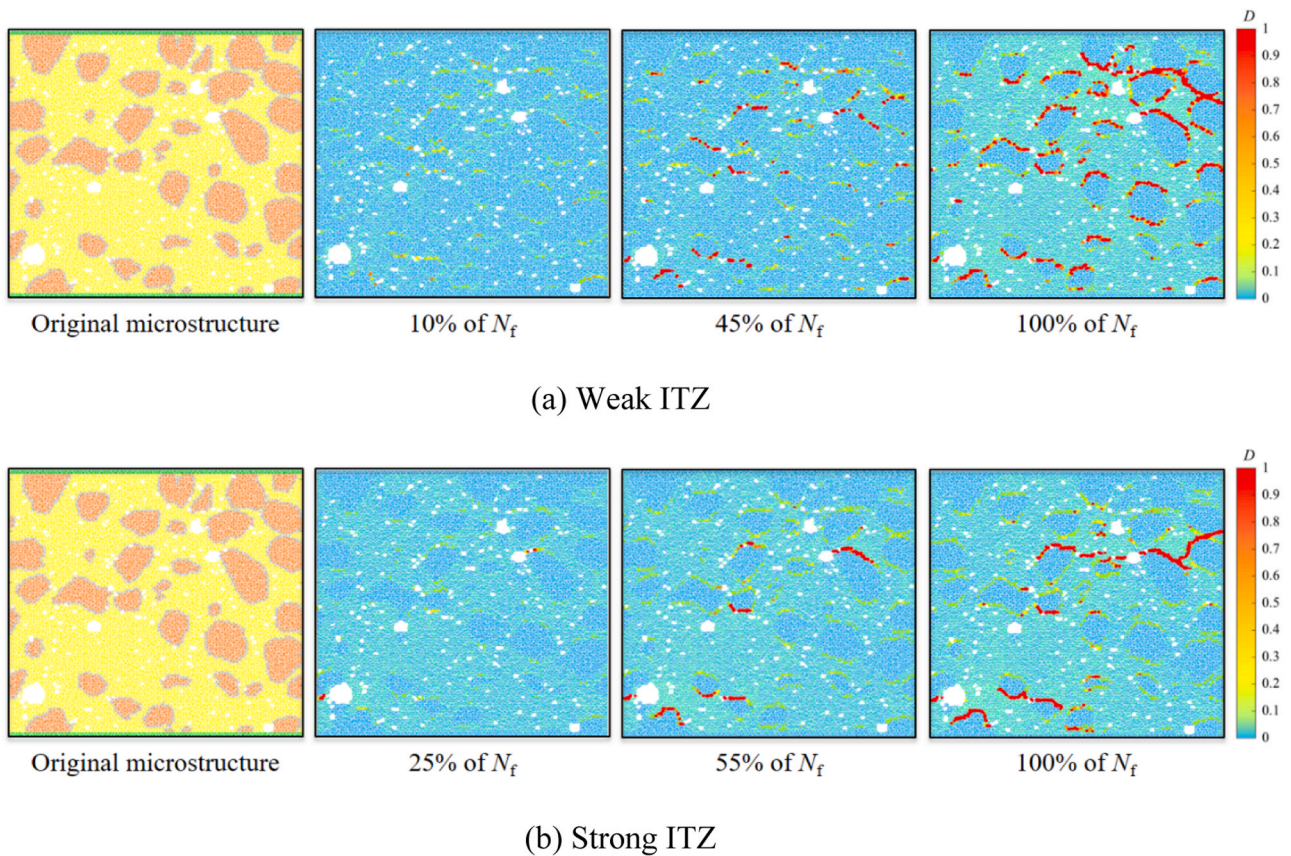 D
1
0.9
0.8
0.7
0.6
0.5
0.4
0.3
0.2
0.1
0
Original microstructure
10% of Nf
45% of Nf
100% of Nf
(a) Weak ITZ
D
1
0.9
0.8
0.7
0.6
0.5
0.4
0.3
0.2
0.1
0
Original microstructure
25% of Nf
55% of Nf
100% of Nf
(b) Strong ITZ